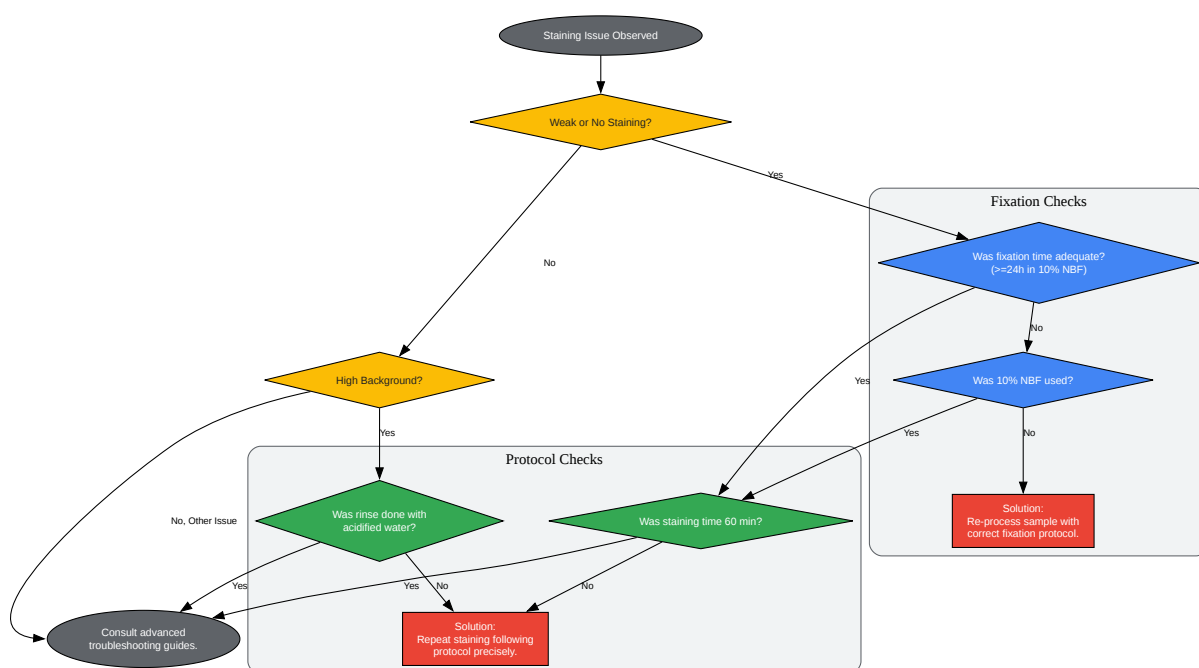 Staining Issue Observed
Weak or No Staining?
Yes
Fixation Checks
Was fixation time adequate?
(>=24h in 10% NBF)
No
No
High Background?
Was 10% NBF used?
Yes
Yes
Yes
No
Protocol Checks
Was rinse done with
acidified water?
Was staining time 60 min?
No, Other Issue
Solution:
Re-process sample with
correct fixation protocol.
Yes
No
Yes
No
Consult advanced
troubleshooting guides.
Solution:
Repeat staining following
protocol precisely.